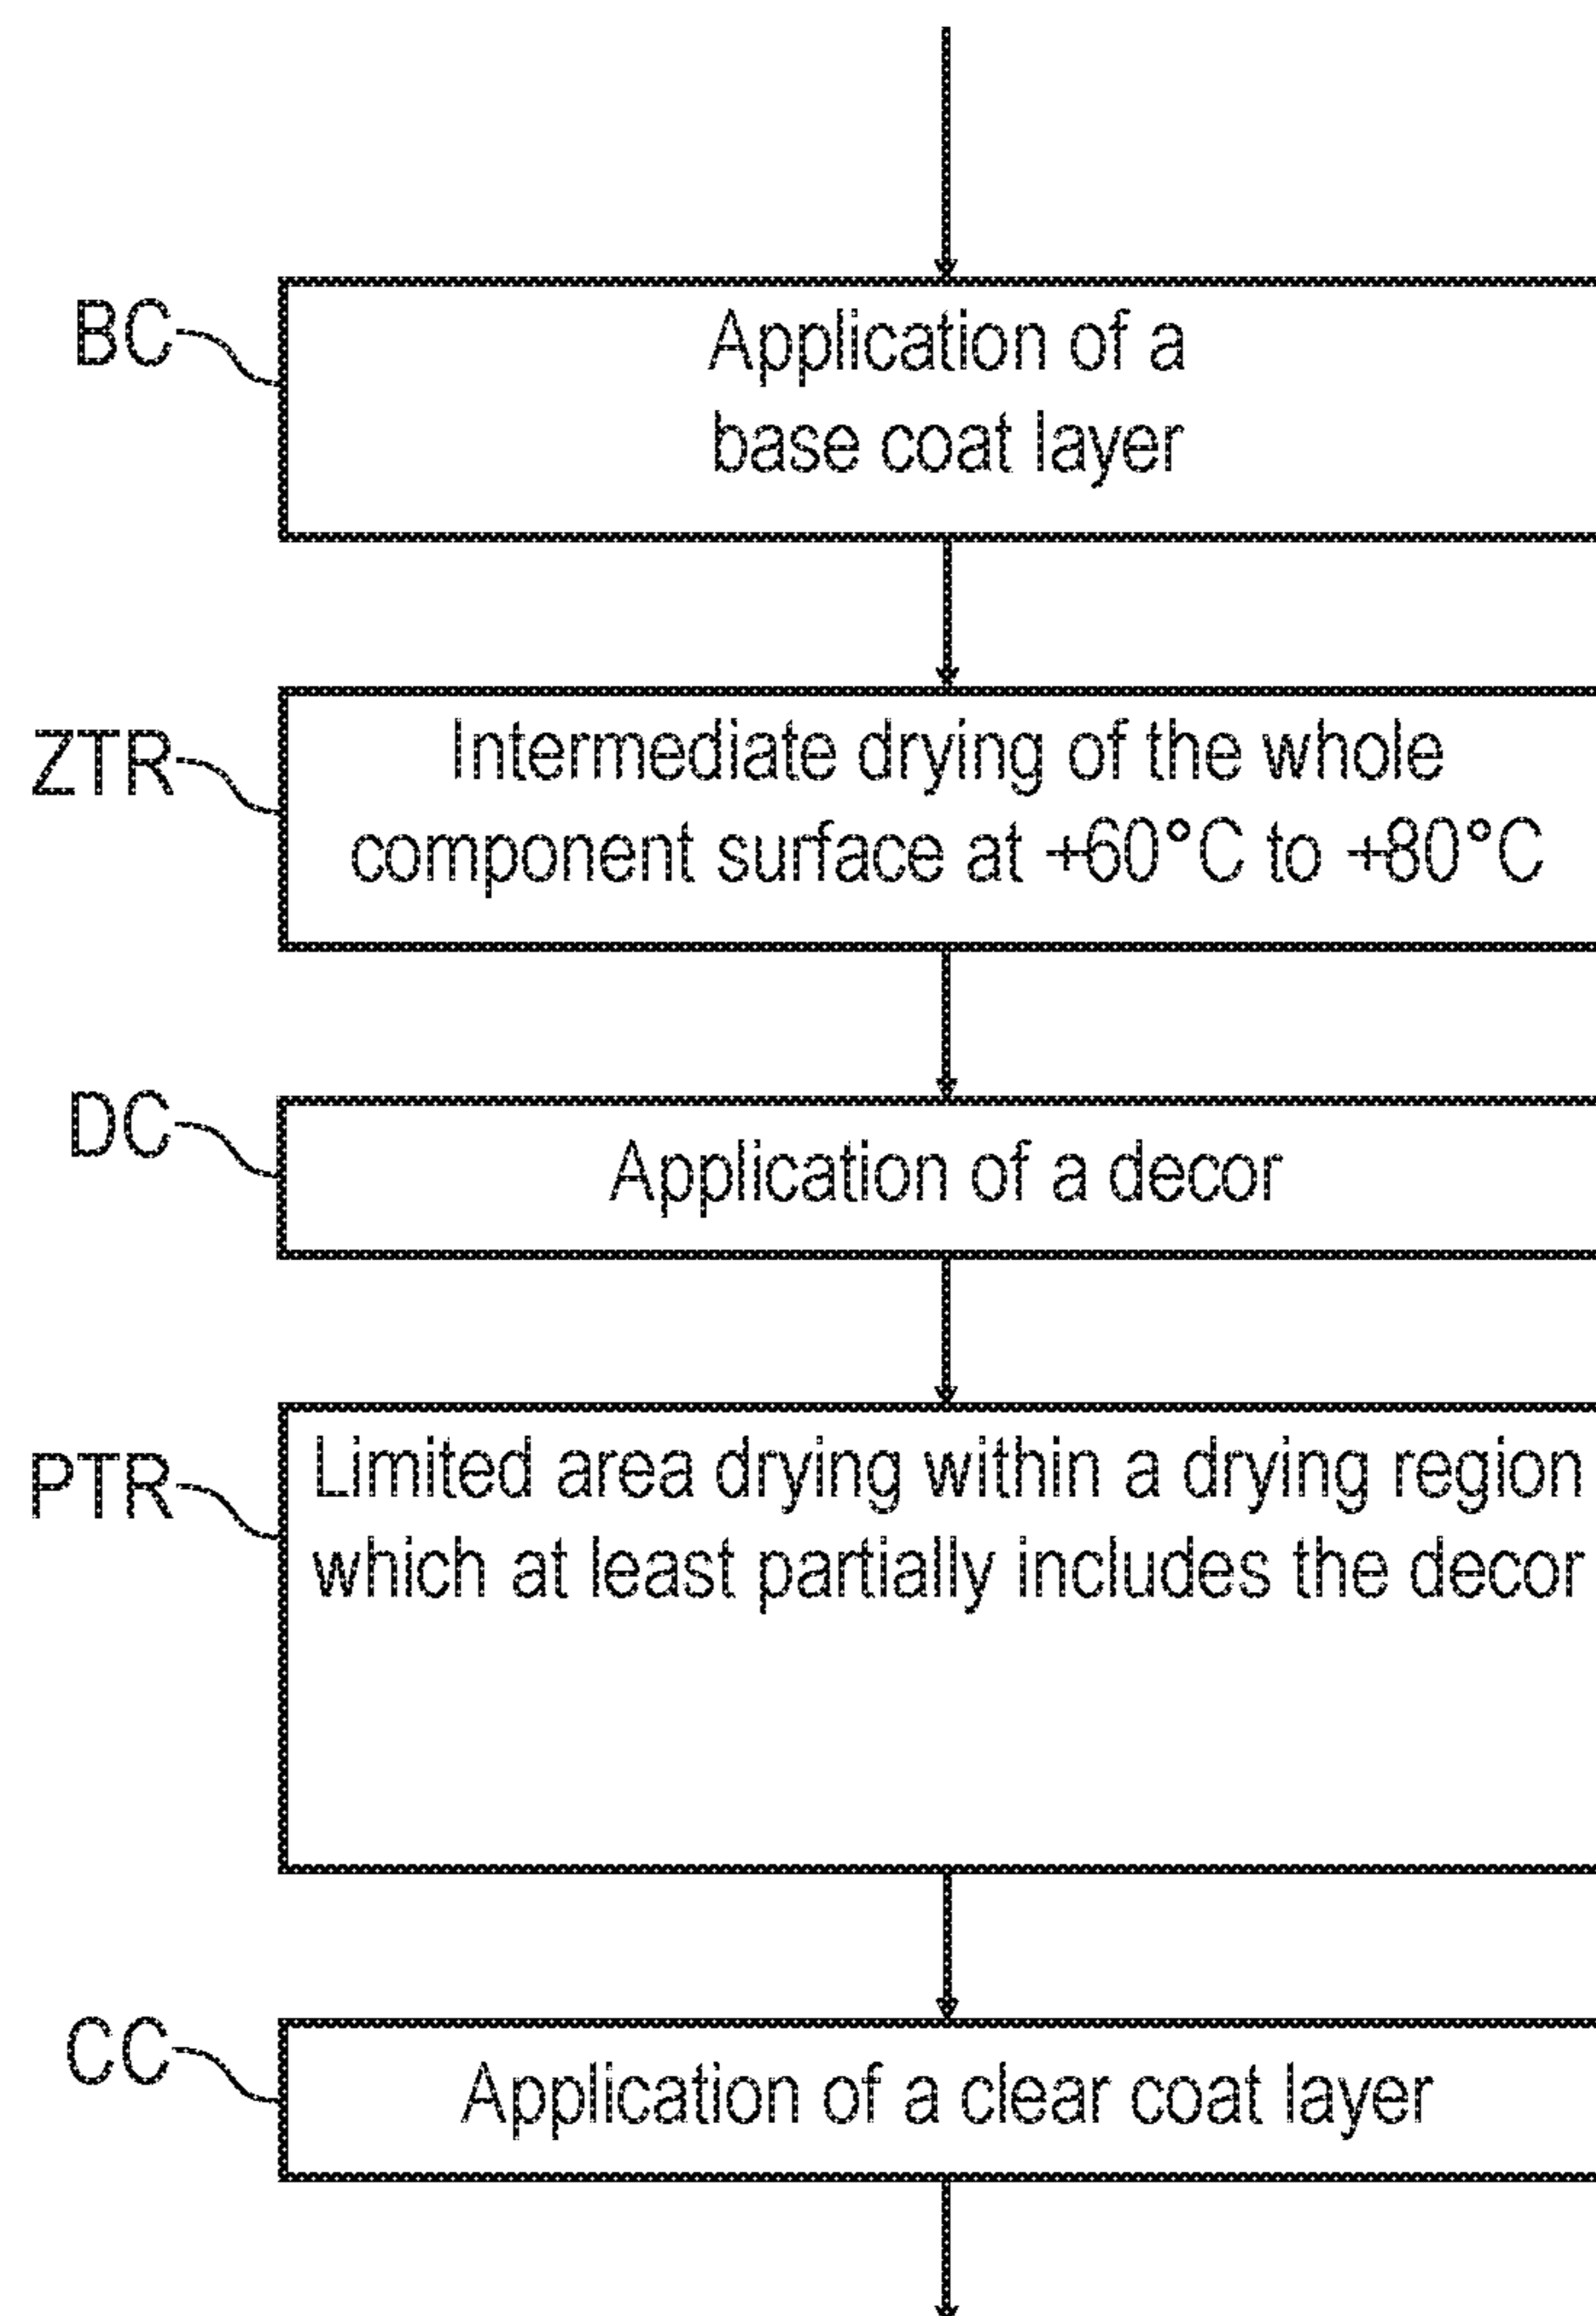 BC
Application of a
base coat layer
ZTR
Intermediate drying of the whole
component surface at +60°C to +80°C
DC
Application of a decor
PTR
Limited area drying within a drying region
which at least partially includes the decor
CC
Application of a clear coat layer